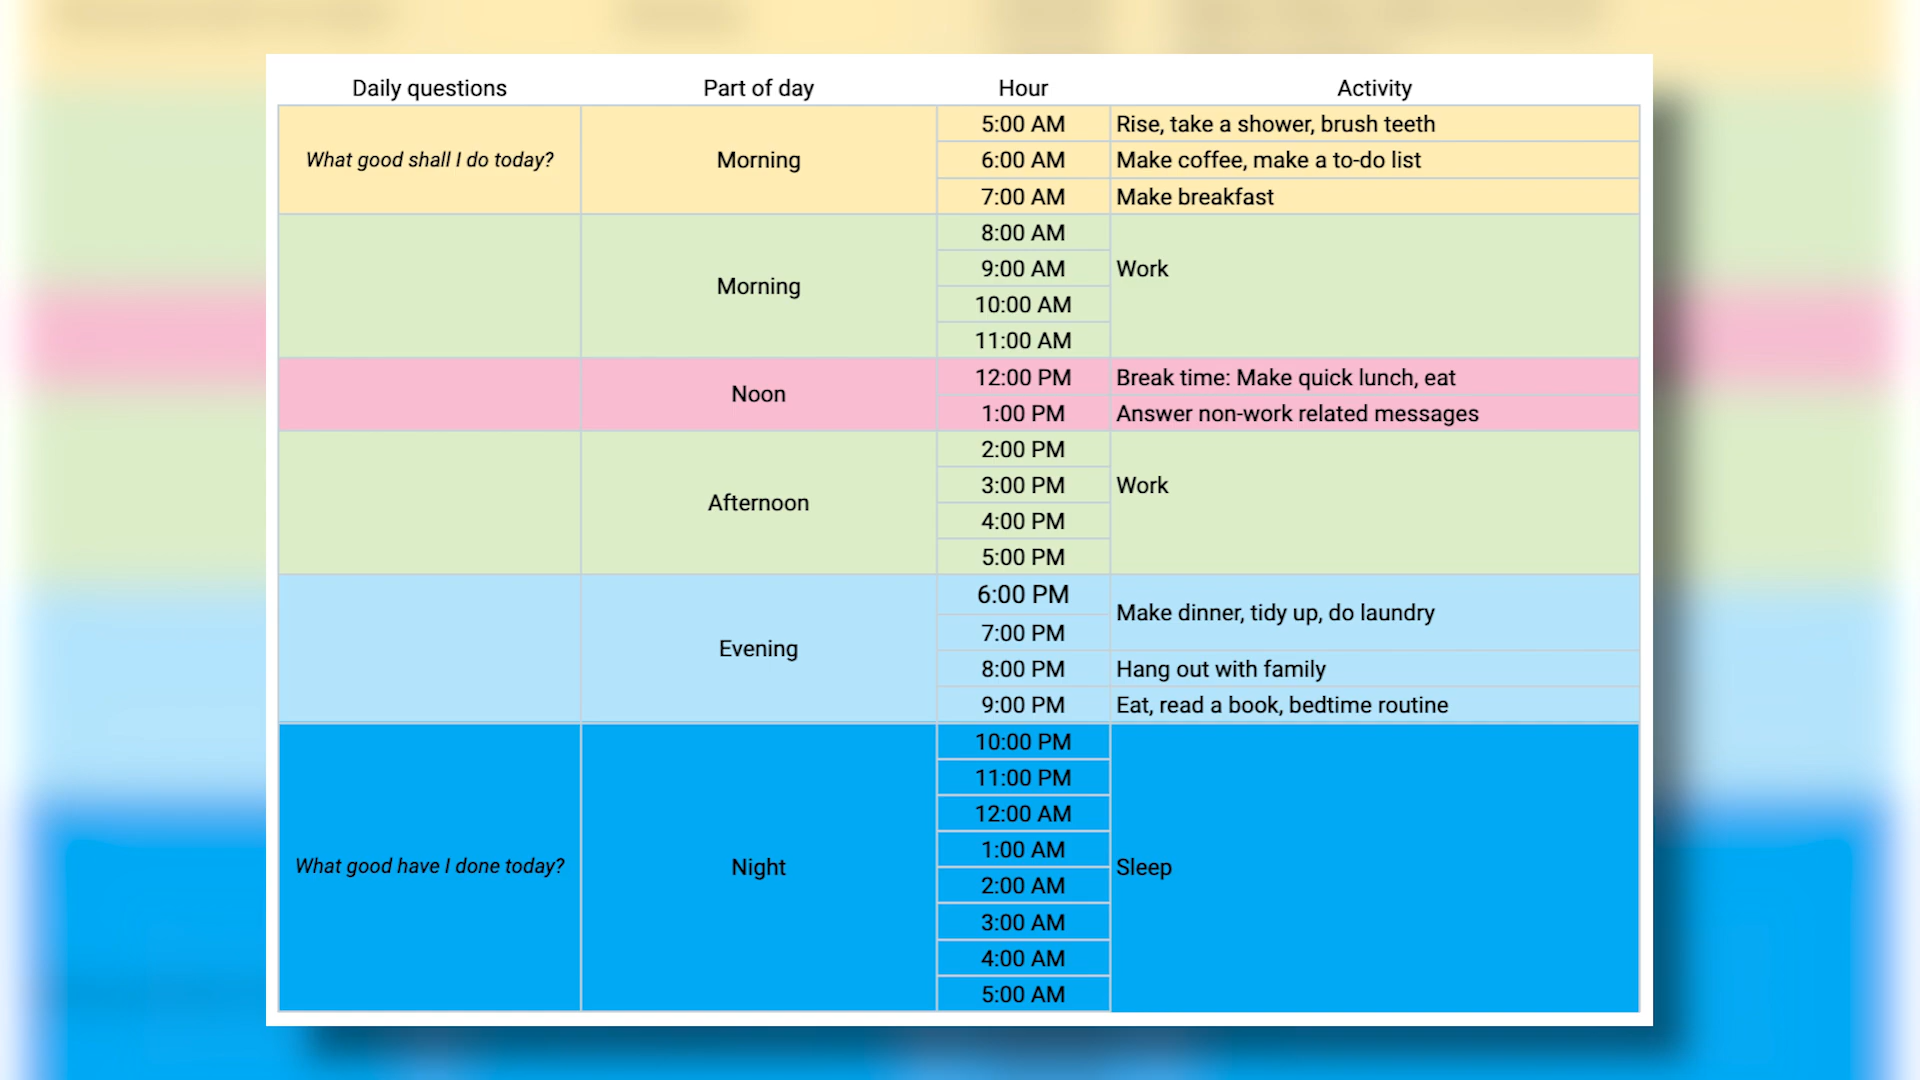 Daily questions Part of day Hour Activity
What good shall I do today? Morning 5:00 AM Rise, take a shower, brush teeth
6:00 AM Make coffee, make a to-do list
7:00 AM Make breakfast
Morning 8:00 AM Work
9:00 AM
10:00 AM
11:00 AM
Noon 12:00 PM Break time: Make quick lunch, eat
1:00 PM Answer non-work related messages
Afternoon 2:00 PM Work
3:00 PM
4:00 PM
5:00 PM
Evening 6:00 PM Make dinner, tidy up, do laundry
7:00 PM
8:00 PM Hang out with family
9:00 PM Eat, read a book, bedtime routine
What good have I done today? Night 10:00 PM Sleep
11:00 PM
12:00 AM
1:00 AM
2:00 AM
3:00 AM
4:00 AM
5:00 AM